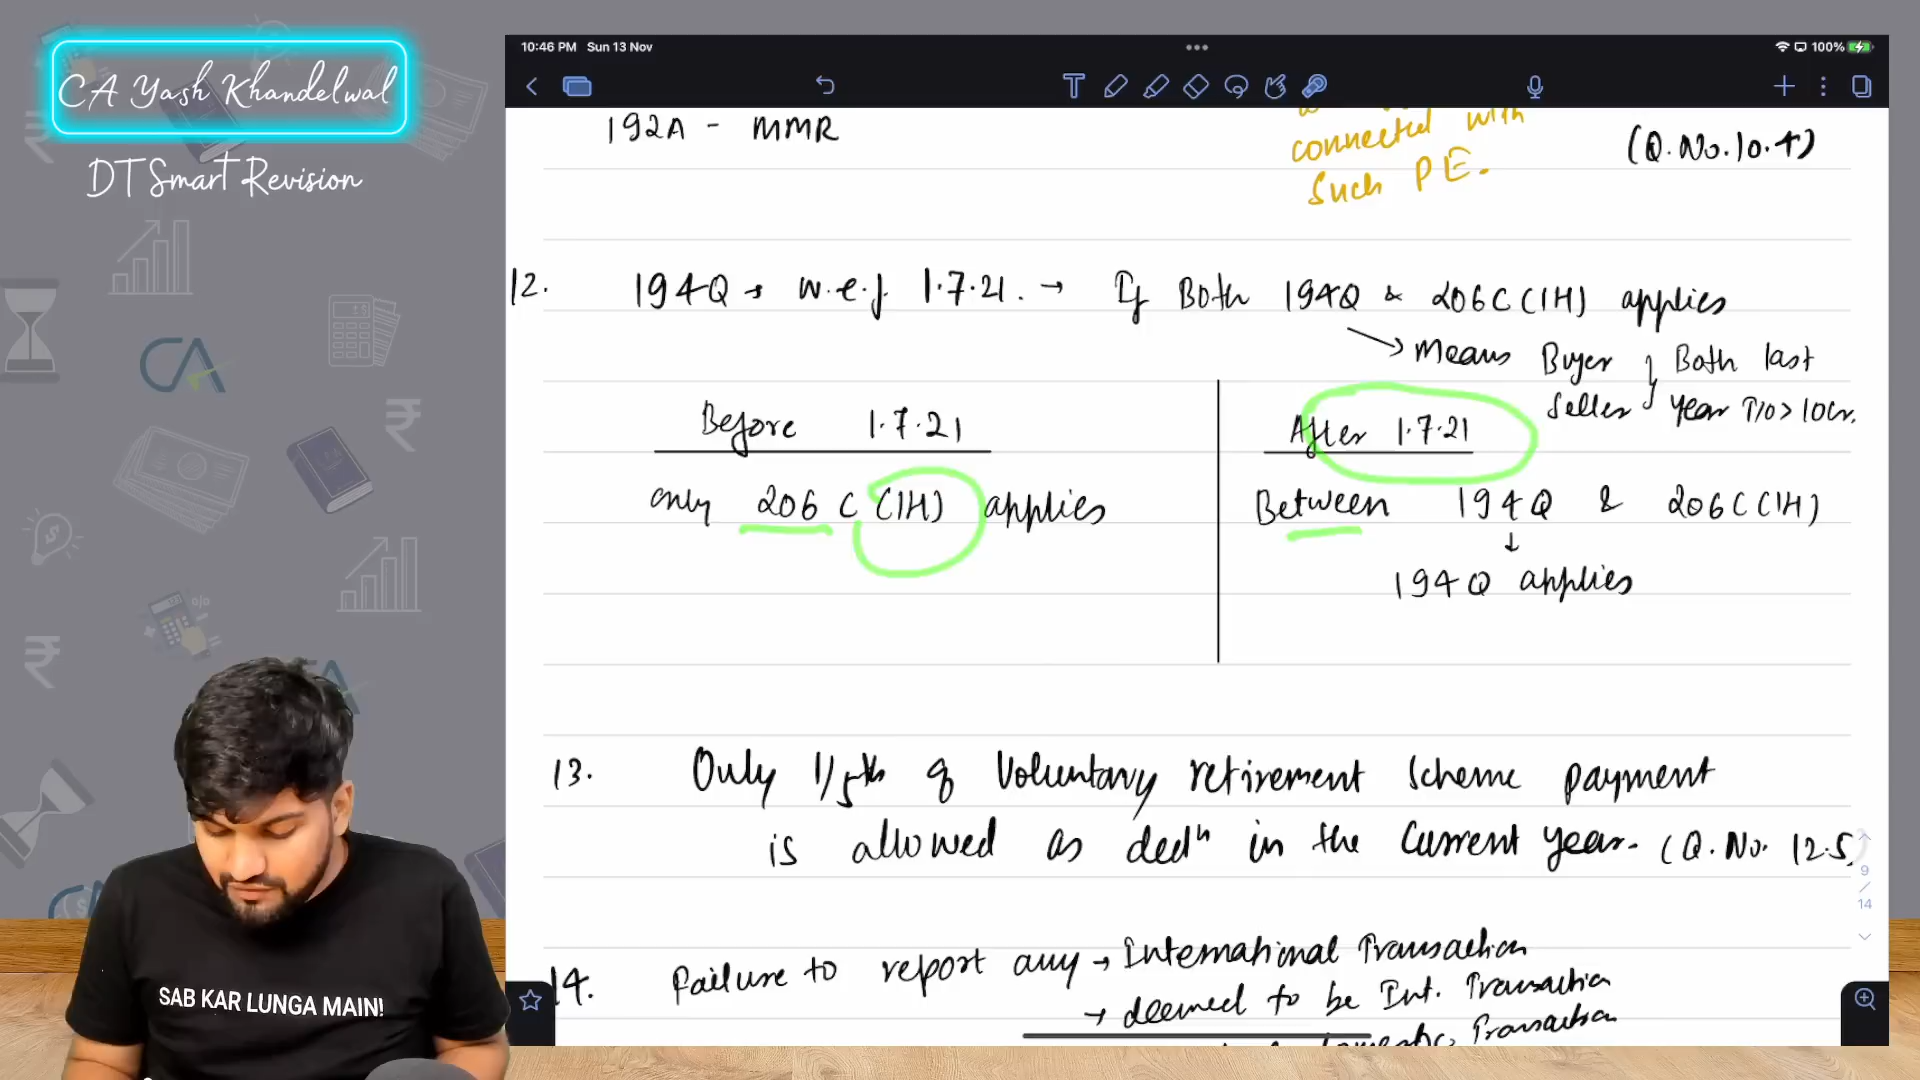 CA Yash Khandelwal
DT Smart Revision
10:46 PM Sun 13 Nov
100%
192A - MMR
connected with
Such PE.
(Q.No.10.4)
12. 194Q → w.e.f. 1.7.21. → If Both 194Q & 206C(1H) applies
→ Means Buyer Seller } Both last year T/O > 10Cr.
Before 1.7.21
only 206 C (1H) applies
After 1.7.21
Between 194Q & 206C(1H)
↓
194Q applies
13. Only 1/5th of Voluntary retirement Scheme payment
is allowed as dedn in the Current year. (Q. No. 12.5
14. Failure to report any → International Transaction
→ deemed to be Int. Transaction
Transaction
9
/
14
CA
SAB KAR LUNGA MAIN!